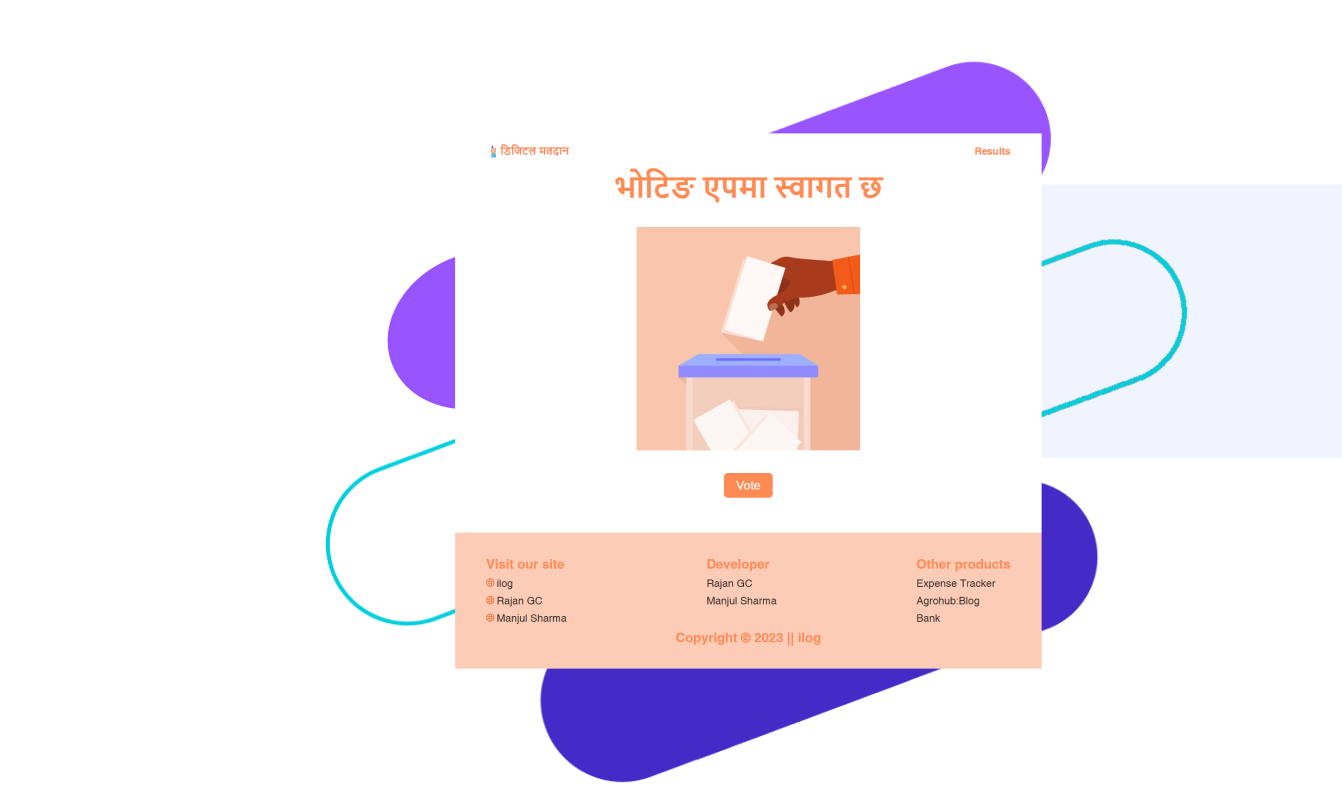 डिजिटल मतदान
Results
भोटिङ एपमा स्वागत छ
Vote
Visit our site
ilog
Rajan GC
Manjul Sharma
Developer
Rajan GC
Manjul Sharma
Other products
Expense Tracker
Agrohub:Blog
Bank
Copyright © 2023 || ilog